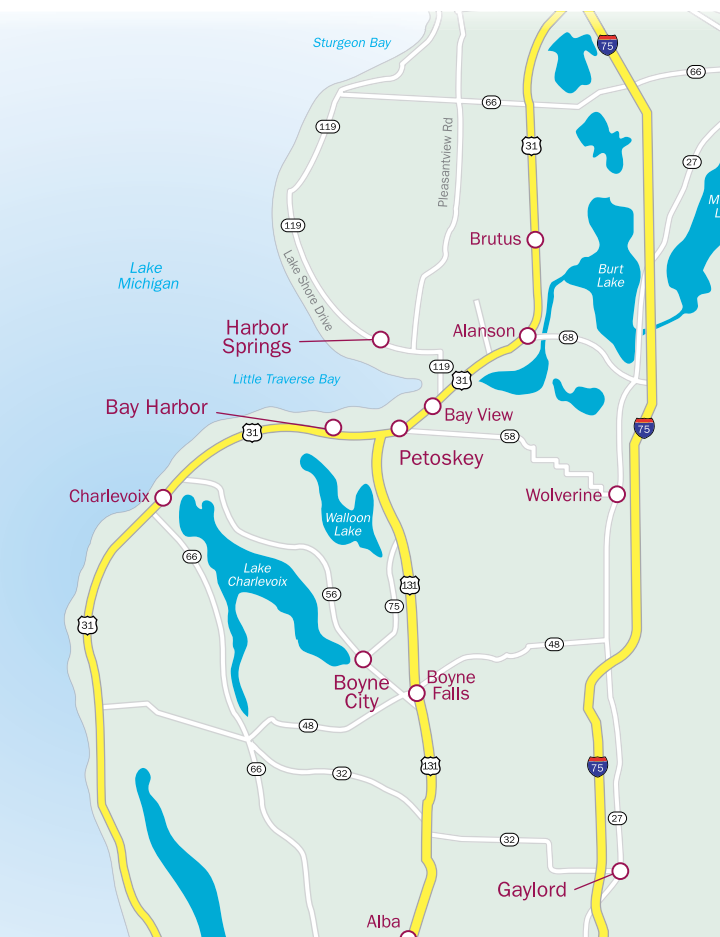 Sturgeon Bay
75
66
66
119
Pleasantview Rd
31
27
119
Brutus
Lake Shore Drive
Lake
Michigan
Burt
Lake
Harbor
Springs
Alanson
68
119
31
Little Traverse Bay
Bay Harbor
Bay View
31
58
75
Petoskey
Charlevoix
Wolverine
Walloon
Lake
66
Lake
Charlevoix
56
131
75
31
48
Boyne
City
Boyne
Falls
48
66
32
131
75
27
32
Gaylord
Alba